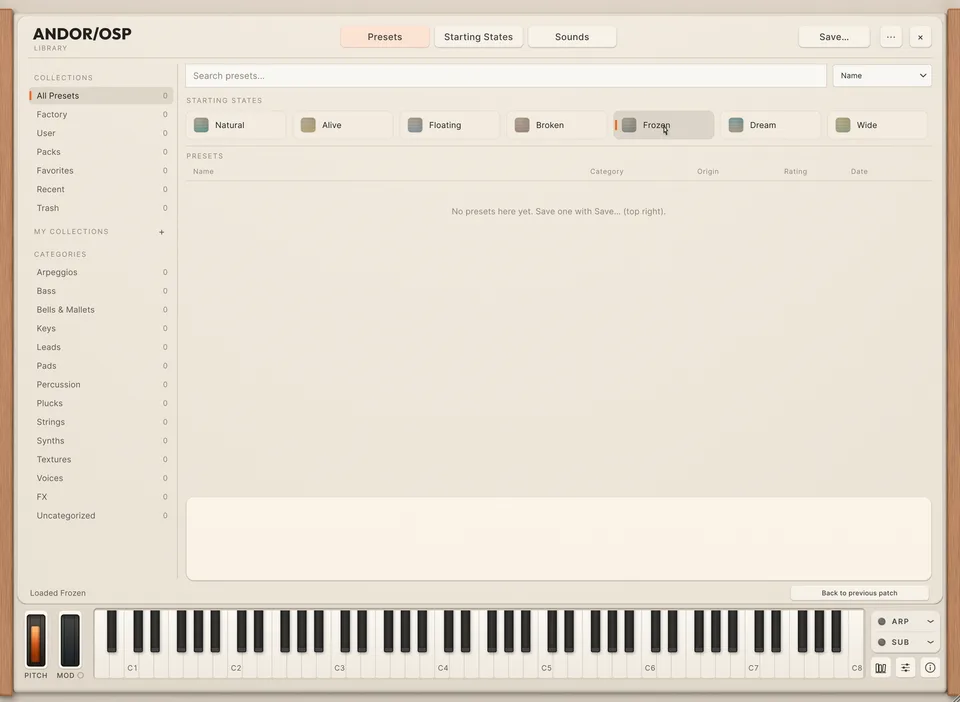 ANDOR/OSP
LIBRARY
Presets
Starting States
Sounds
Save...
COLLECTIONS
All Presets 0
Factory 0
User 0
Packs 0
Favorites 0
Recent 0
Trash 0
MY COLLECTIONS +
CATEGORIES
Arpeggios 0
Bass 0
Bells & Mallets 0
Keys 0
Leads 0
Pads 0
Percussion 0
Plucks 0
Strings 0
Synths 0
Textures 0
Voices 0
FX 0
Uncategorized 0
Search presets...
Name
STARTING STATES
Natural
Alive
Floating
Broken
Frozen
Dream
Wide
PRESETS
Name Category Origin Rating Date
No presets here yet. Save one with Save... (top right).
Loaded Frozen
Back to previous patch
PITCH
MOD
C1 C2 C3 C4 C5 C6 C7 C8
ARP
SUB